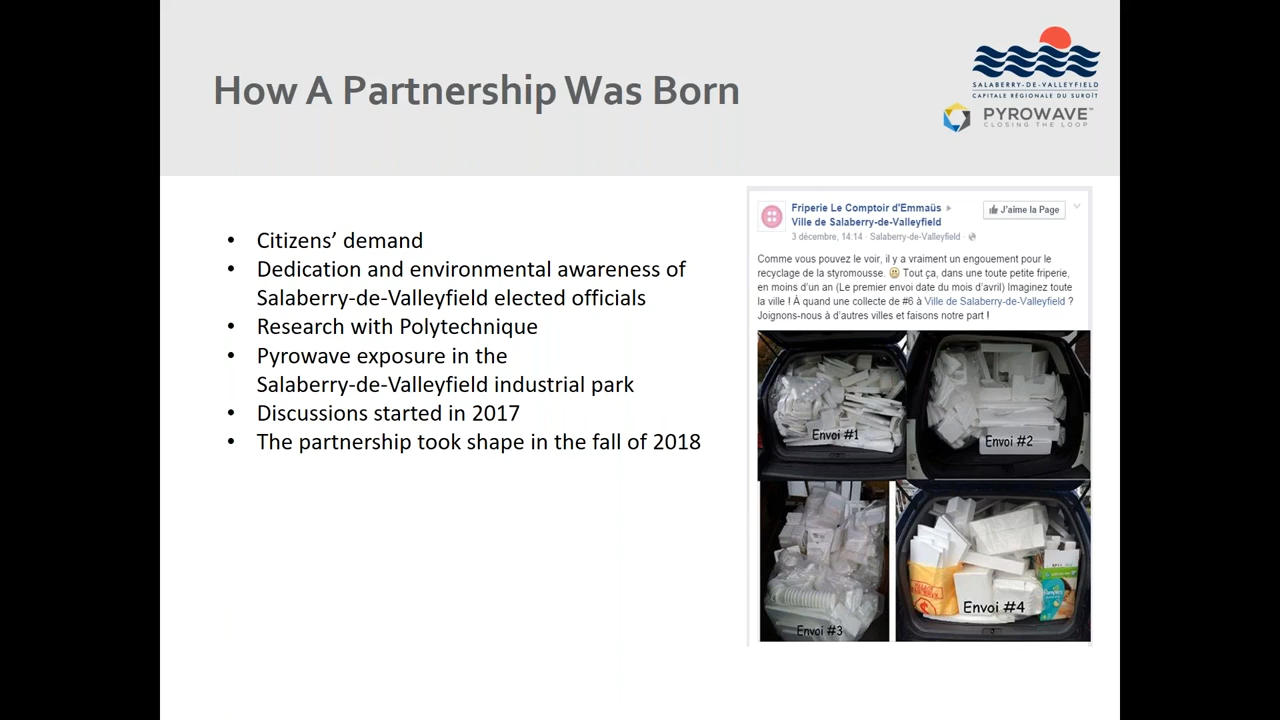 How A Partnership Was Born
SALABERRY-DE-VALLEYFIELD
CAPITALE RÉGIONALE DU SUROÎT
PYROWAVE™
CLOSING THE LOOP
• Citizens’ demand
• Dedication and environmental awareness of
Salaberry-de-Valleyfield elected officials
• Research with Polytechnique
• Pyrowave exposure in the
Salaberry-de-Valleyfield industrial park
• Discussions started in 2017
• The partnership took shape in the fall of 2018
Friperie Le Comptoir d'Emmaüs
Ville de Salaberry-de-Valleyfield
3 décembre, 14:14 · Salaberry-de-Valleyfield ·
J'aime la Page
Comme vous pouvez le voir, il y a vraiment un engouement pour le
recyclage de la styromousse. Tout ça, dans une toute petite friperie,
en moins d'un an (Le premier envoi date du mois d'avril) Imaginez toute
la ville ! À quand une collecte de #6 à Ville de Salaberry-de-Valleyfield ?
Joignons-nous à d'autres villes et faisons notre part !
Envoi #1
Envoi #2
Envoi #3
Envoi #4
Pampers